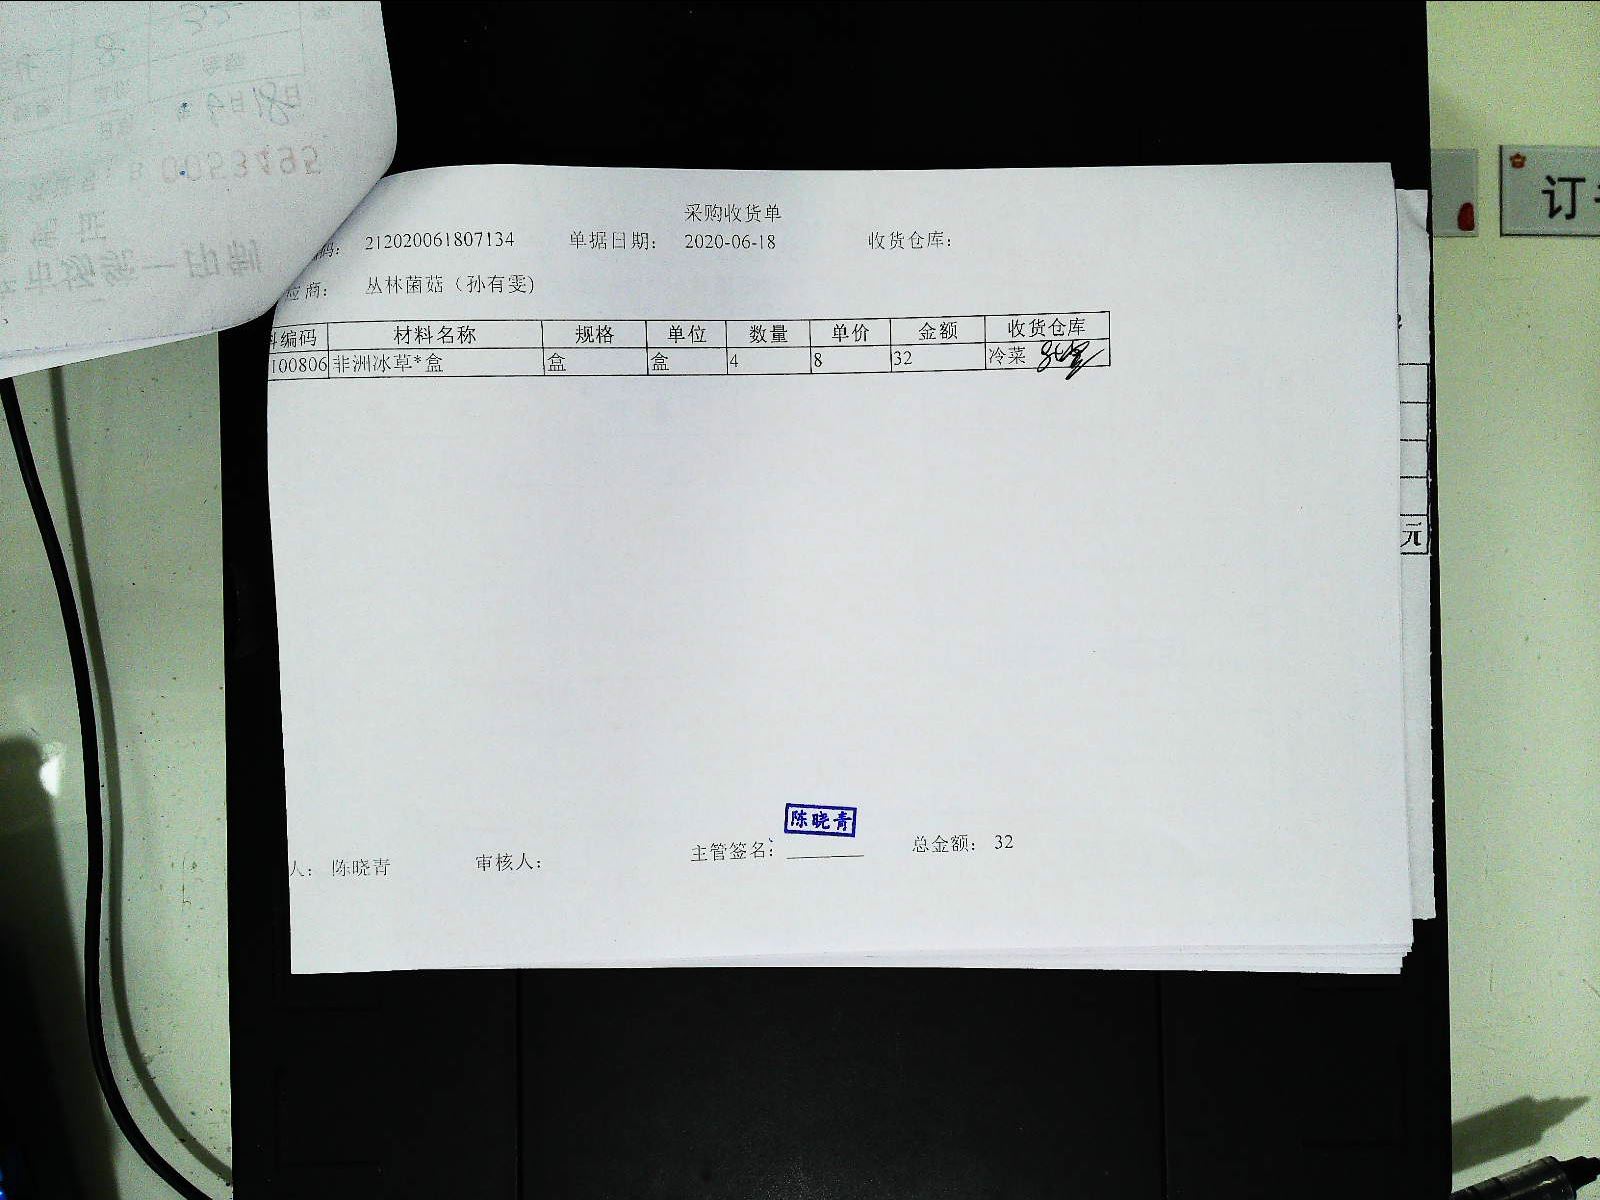 采购收货单
码： 212020061807134 单据日期： 2020-06-18 收货仓库：
应商： 丛林菌菇（孙有雯)
料编码 材料名称 规格 单位 数量 单价 金额 收货仓库
100806 非洲冰草*盒 盒 盒 4 8 32 冷菜
陈晓青
人： 陈晓青 审核人： 主管签名： 总金额： 32
0053495
订
元